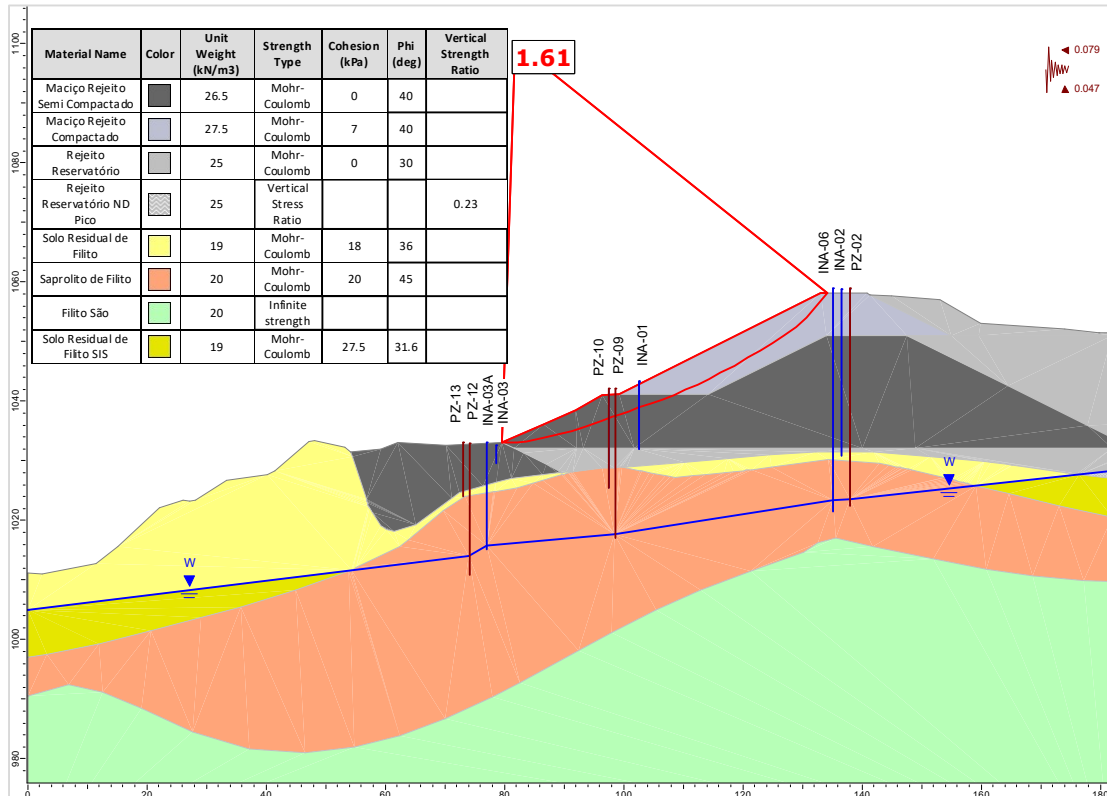 Material Name Color Unit Weight (kN/m3) Strength Type Cohesion (kPa) Phi (deg) Vertical Strength Ratio
Maciço Rejeito Semi Compactado 26.5 Mohr-Coulomb 0 40
Maciço Rejeito Compactado 27.5 Mohr-Coulomb 7 40
Rejeito Reservatório 25 Mohr-Coulomb 0 30
Rejeito Reservatório ND Pico 25 Vertical Stress Ratio 0.23
Solo Residual de Filito 19 Mohr-Coulomb 18 36
Saprolito de Filito 20 Mohr-Coulomb 20 45
Filito São 20 Infinite strength
Solo Residual de Filito SIS 19 Mohr-Coulomb 27.5 31.6
1.61
0.079
0.047
INA-06
INA-02
PZ-02
PZ-10
PZ-09
INA-01
PZ-13
PZ-12
INA-03A
INA-03
W
W
1100
1080
1060
1040
1020
1000
980
0
20
40
60
80
100
120
140
160
180